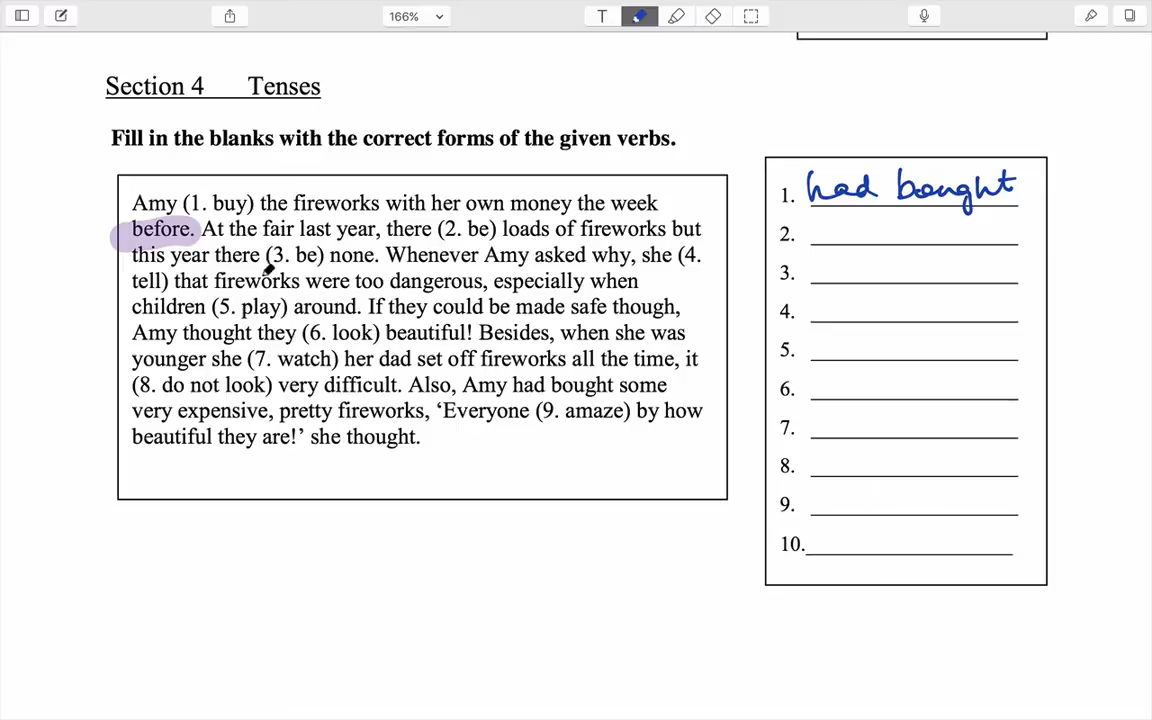 166%
T
Section 4 Tenses
Fill in the blanks with the correct forms of the given verbs.
Amy (1. buy) the fireworks with her own money the week
before. At the fair last year, there (2. be) loads of fireworks but
this year there (3. be) none. Whenever Amy asked why, she (4.
tell) that fireworks were too dangerous, especially when
children (5. play) around. If they could be made safe though,
Amy thought they (6. look) beautiful! Besides, when she was
younger she (7. watch) her dad set off fireworks all the time, it
(8. do not look) very difficult. Also, Amy had bought some
very expensive, pretty fireworks, ‘Everyone (9. amaze) by how
beautiful they are!’ she thought.
1. had bought
2.
3.
4.
5.
6.
7.
8.
9.
10.